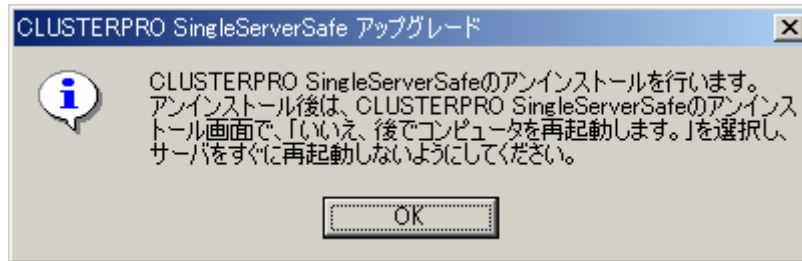 CLUSTERPRO SingleServerSafe アップグレード
CLUSTERPRO SingleServerSafeのアンインストールを行います。
アンインストール後は、CLUSTERPRO SingleServerSafeのアンインス
トール画面で、「いいえ、後でコンピュータを再起動します。」を選択し、
サーバをすぐに再起動しないようにしてください。
OK